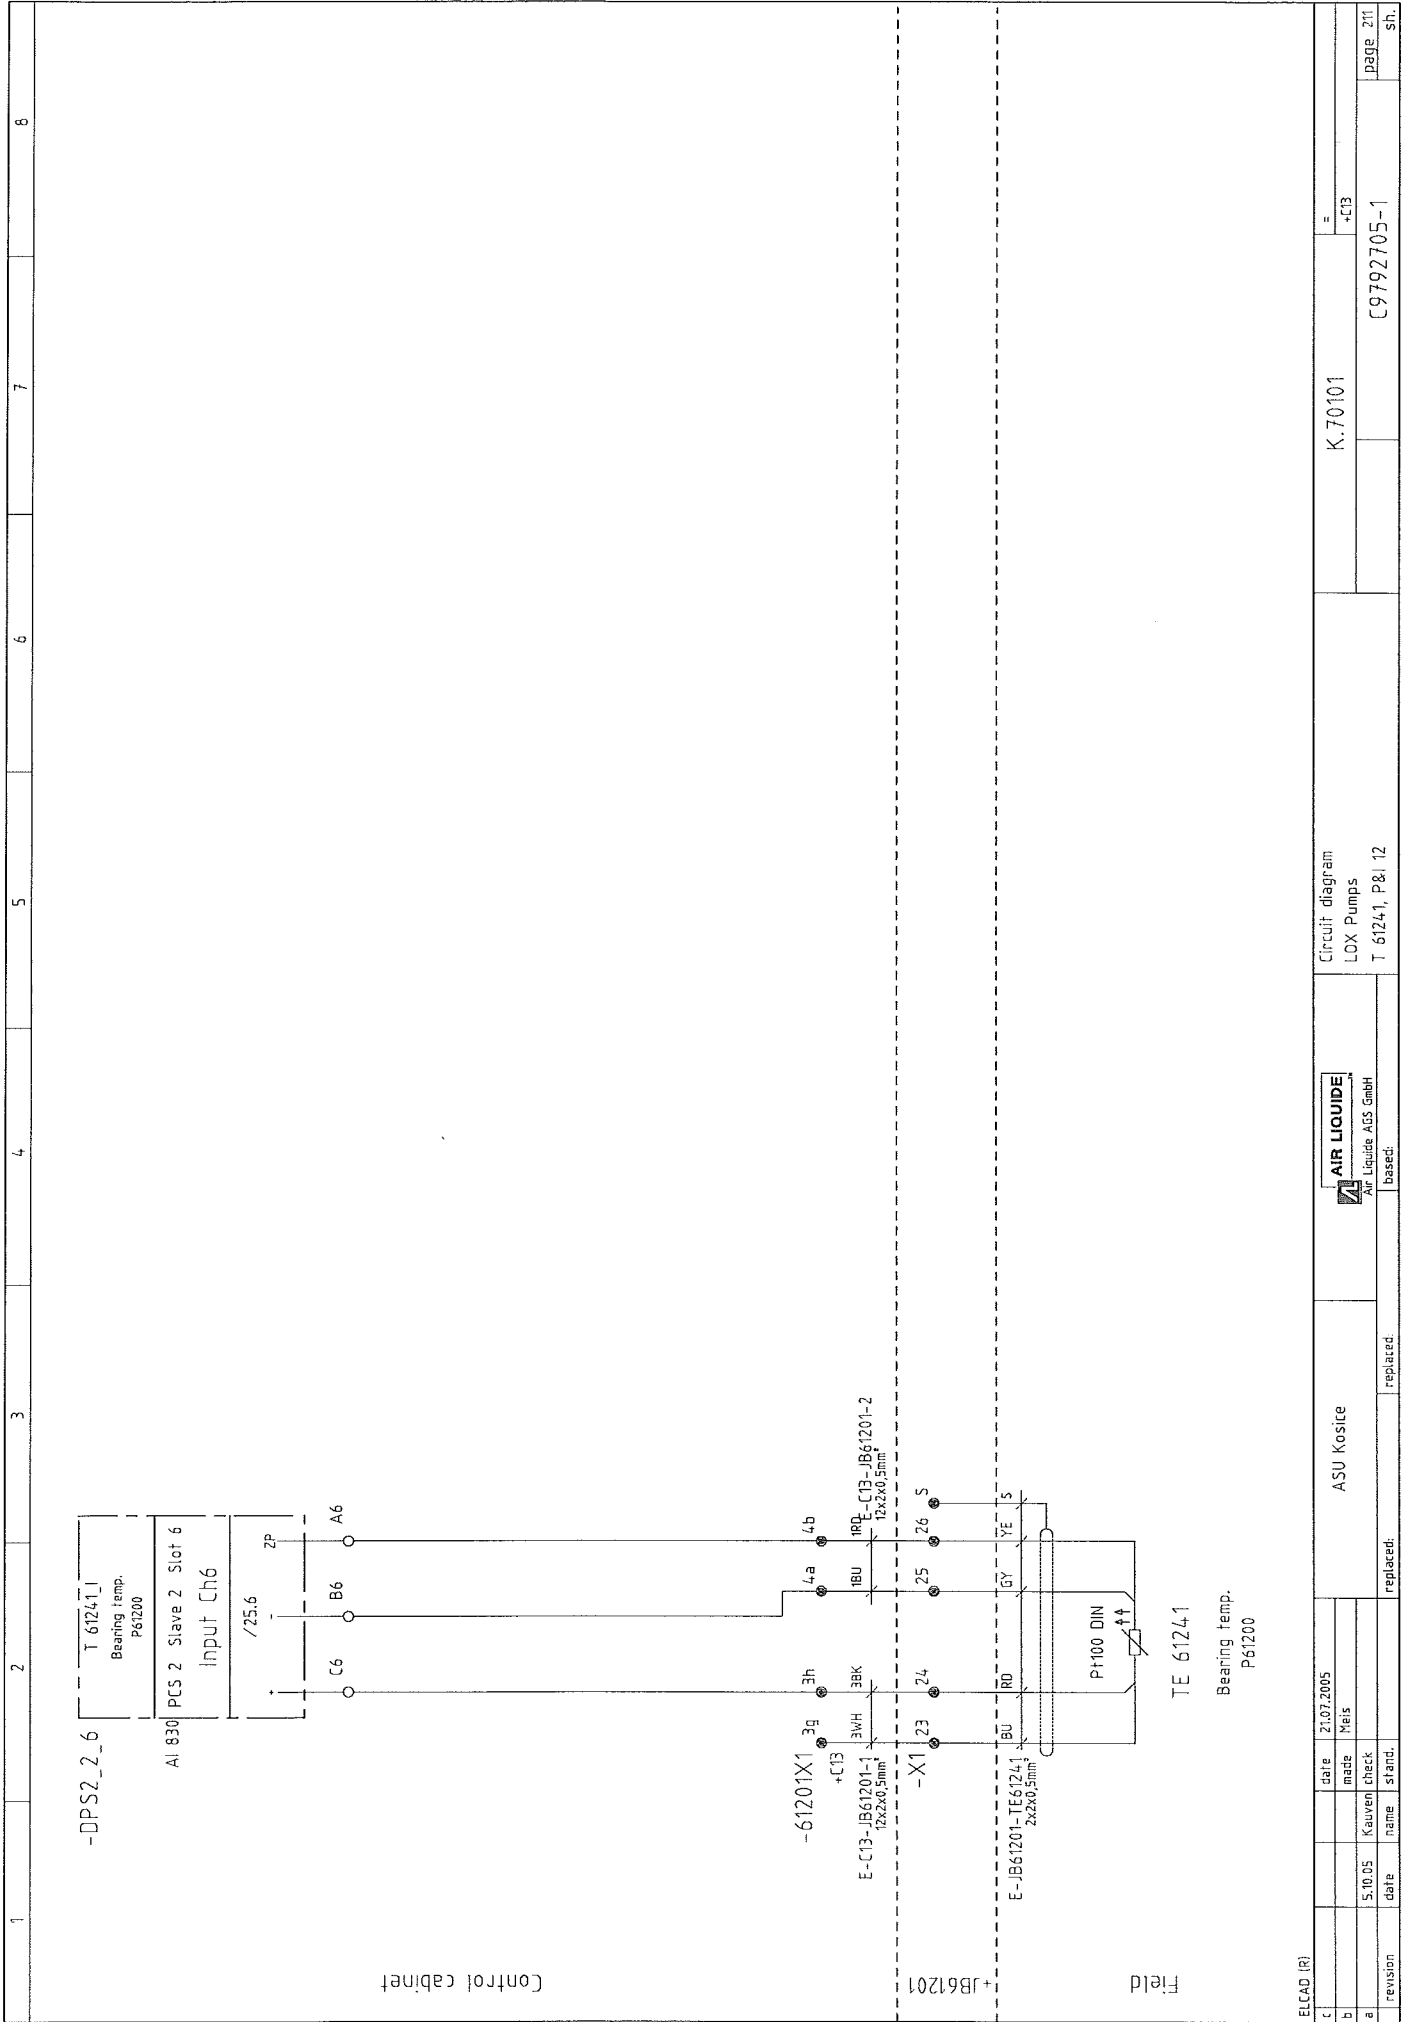 1
2
3
4
5
6
7
8
-DPS2_2_6
T 61241_I
Bearing temp.
P61200
AI 830
PCS 2 Slave 2 Slot 6
Input Ch6
/25.6
+
-
ZP
C6
B6
A6
Control cabinet
-61201X1
3g
3h
4a
4b
+C13
3WH
3BK
1BU
1RD
E-C13-JB61201-1
12x2x0,5mm²
E-C13-JB61201-2
12x2x0,5mm²
+JB61201
-X1
23
24
25
26
S
BU
RD
GY
YE
S
E-JB61201-TE61241
2x2x0,5mm²
Field
Pt100 DIN
TE 61241
Bearing temp.
P61200
ELCAD (R)
c
b
a
5.10.05
Kauven
revision
date
name
date
21.07.2005
made
Meis
check
stand.
ASU Kosice
replaced:
replaced:
AIR LIQUIDE
Air Liquide AGS GmbH
based:
Circuit diagram
LOX Pumps
T 61241, P&I 12
K.70101
=
+C13
C9792705-1
page 211
sh.